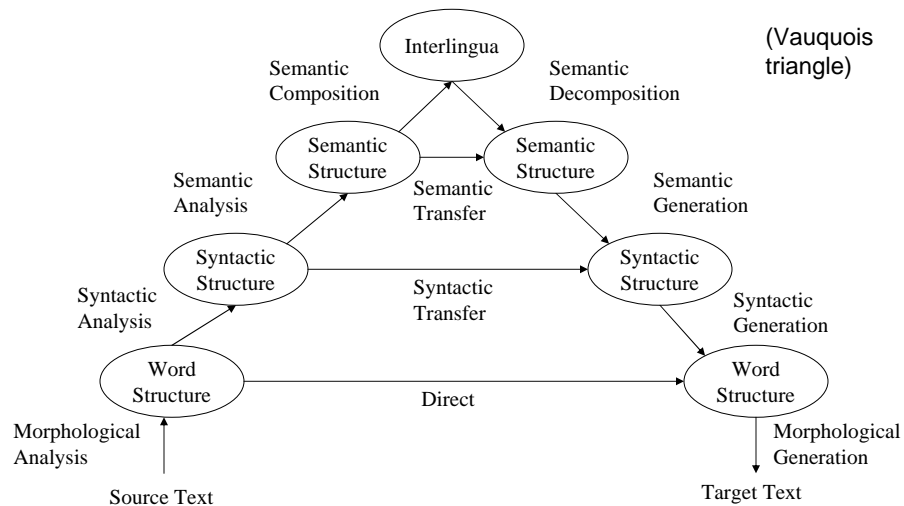 Interlingua
(Vauquois
triangle)
Semantic
Composition
Semantic
Decomposition
Semantic
Structure
Semantic
Structure
Semantic
Analysis
Semantic
Transfer
Semantic
Generation
Syntactic
Structure
Syntactic
Structure
Syntactic
Analysis
Syntactic
Transfer
Syntactic
Generation
Word
Structure
Word
Structure
Direct
Morphological
Analysis
Morphological
Generation
Source Text
Target Text